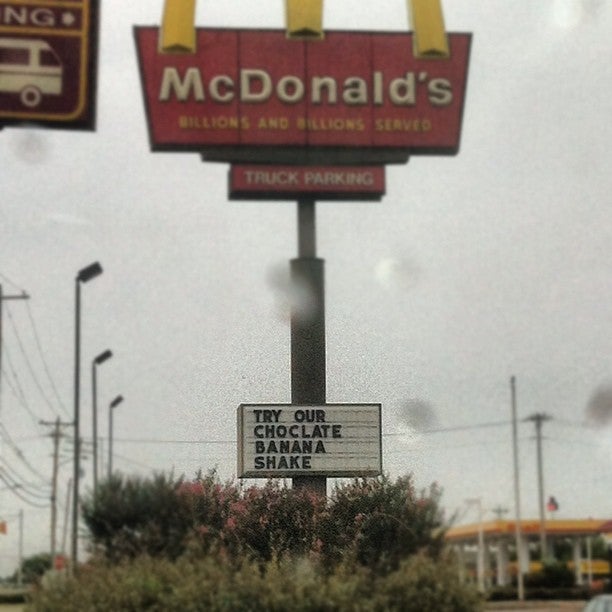 NG
McDonald's
BILLIONS AND BILLIONS SERVED
TRUCK PARKING
TRY OUR
CHOCLATE
BANANA
SHAKE